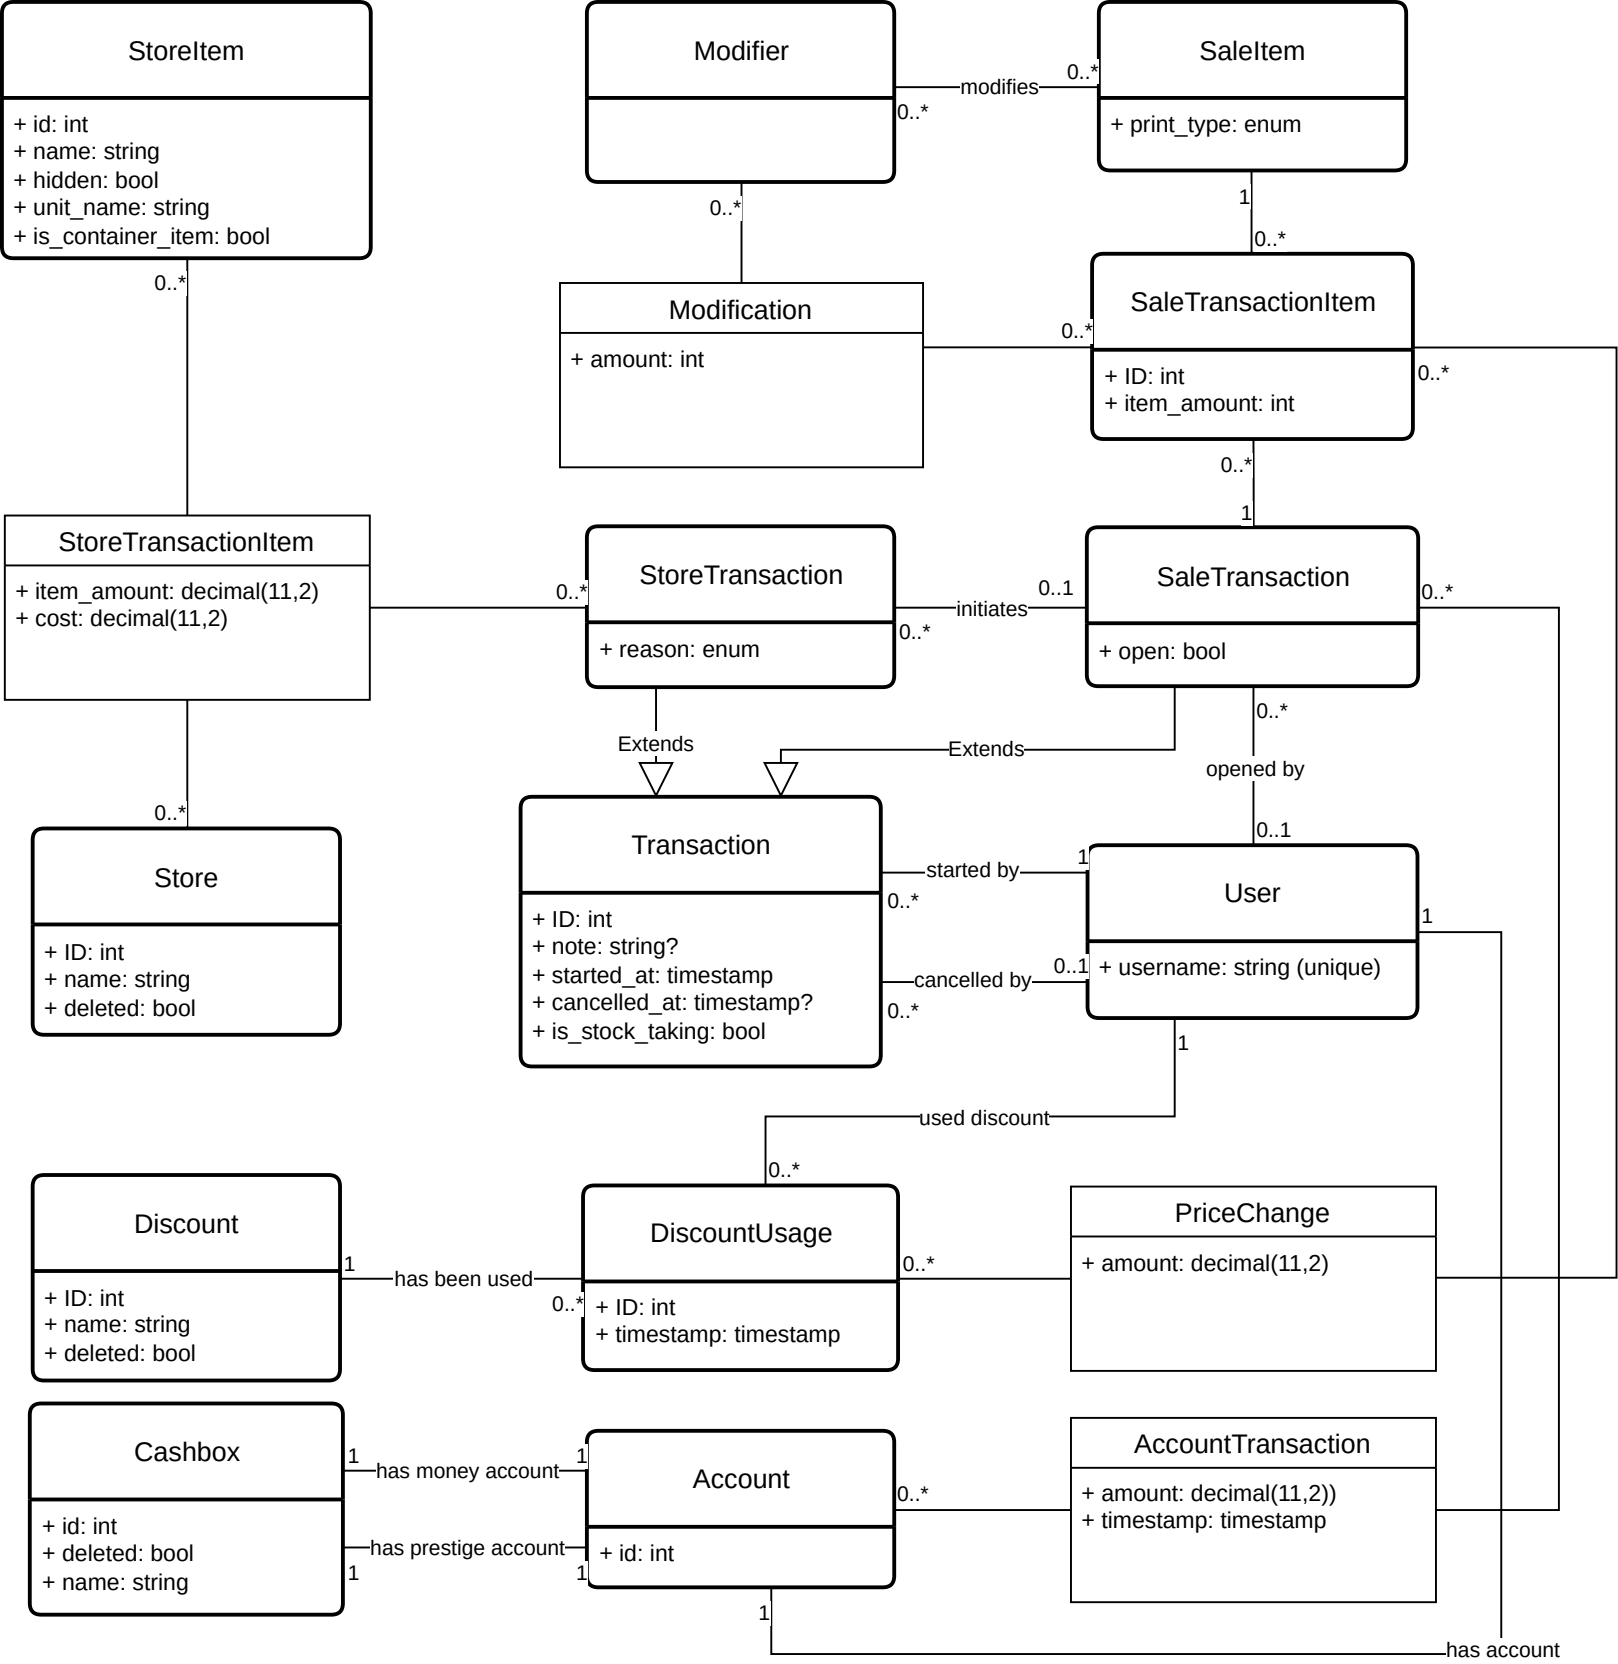 StoreItem
+ id: int
+ name: string
+ hidden: bool
+ unit_name: string
+ is_container_item: bool
0..*
Modifier
0..*
modifies
0..*
0..*
SaleItem
+ print_type: enum
1
0..*
Modification
+ amount: int
0..*
SaleTransactionItem
+ ID: int
+ item_amount: int
0..*
0..*
1
StoreTransactionItem
+ item_amount: decimal(11,2)
+ cost: decimal(11,2)
0..*
StoreTransaction
+ reason: enum
0..*
initiates
0..1
SaleTransaction
+ open: bool
0..*
Extends
Extends
0..*
opened by
0..1
0..*
Store
+ ID: int
+ name: string
+ deleted: bool
Transaction
+ ID: int
+ note: string?
+ started_at: timestamp
+ cancelled_at: timestamp?
+ is_stock_taking: bool
started by
1
0..*
cancelled by
0..1
0..*
User
+ username: string (unique)
1
1
used discount
0..*
Discount
+ ID: int
+ name: string
+ deleted: bool
1
has been used
0..*
DiscountUsage
+ ID: int
+ timestamp: timestamp
0..*
PriceChange
+ amount: decimal(11,2)
Cashbox
+ id: int
+ deleted: bool
+ name: string
1
has money account
1
has prestige account
1
1
Account
+ id: int
0..*
AccountTransaction
+ amount: decimal(11,2))
+ timestamp: timestamp
1
has account